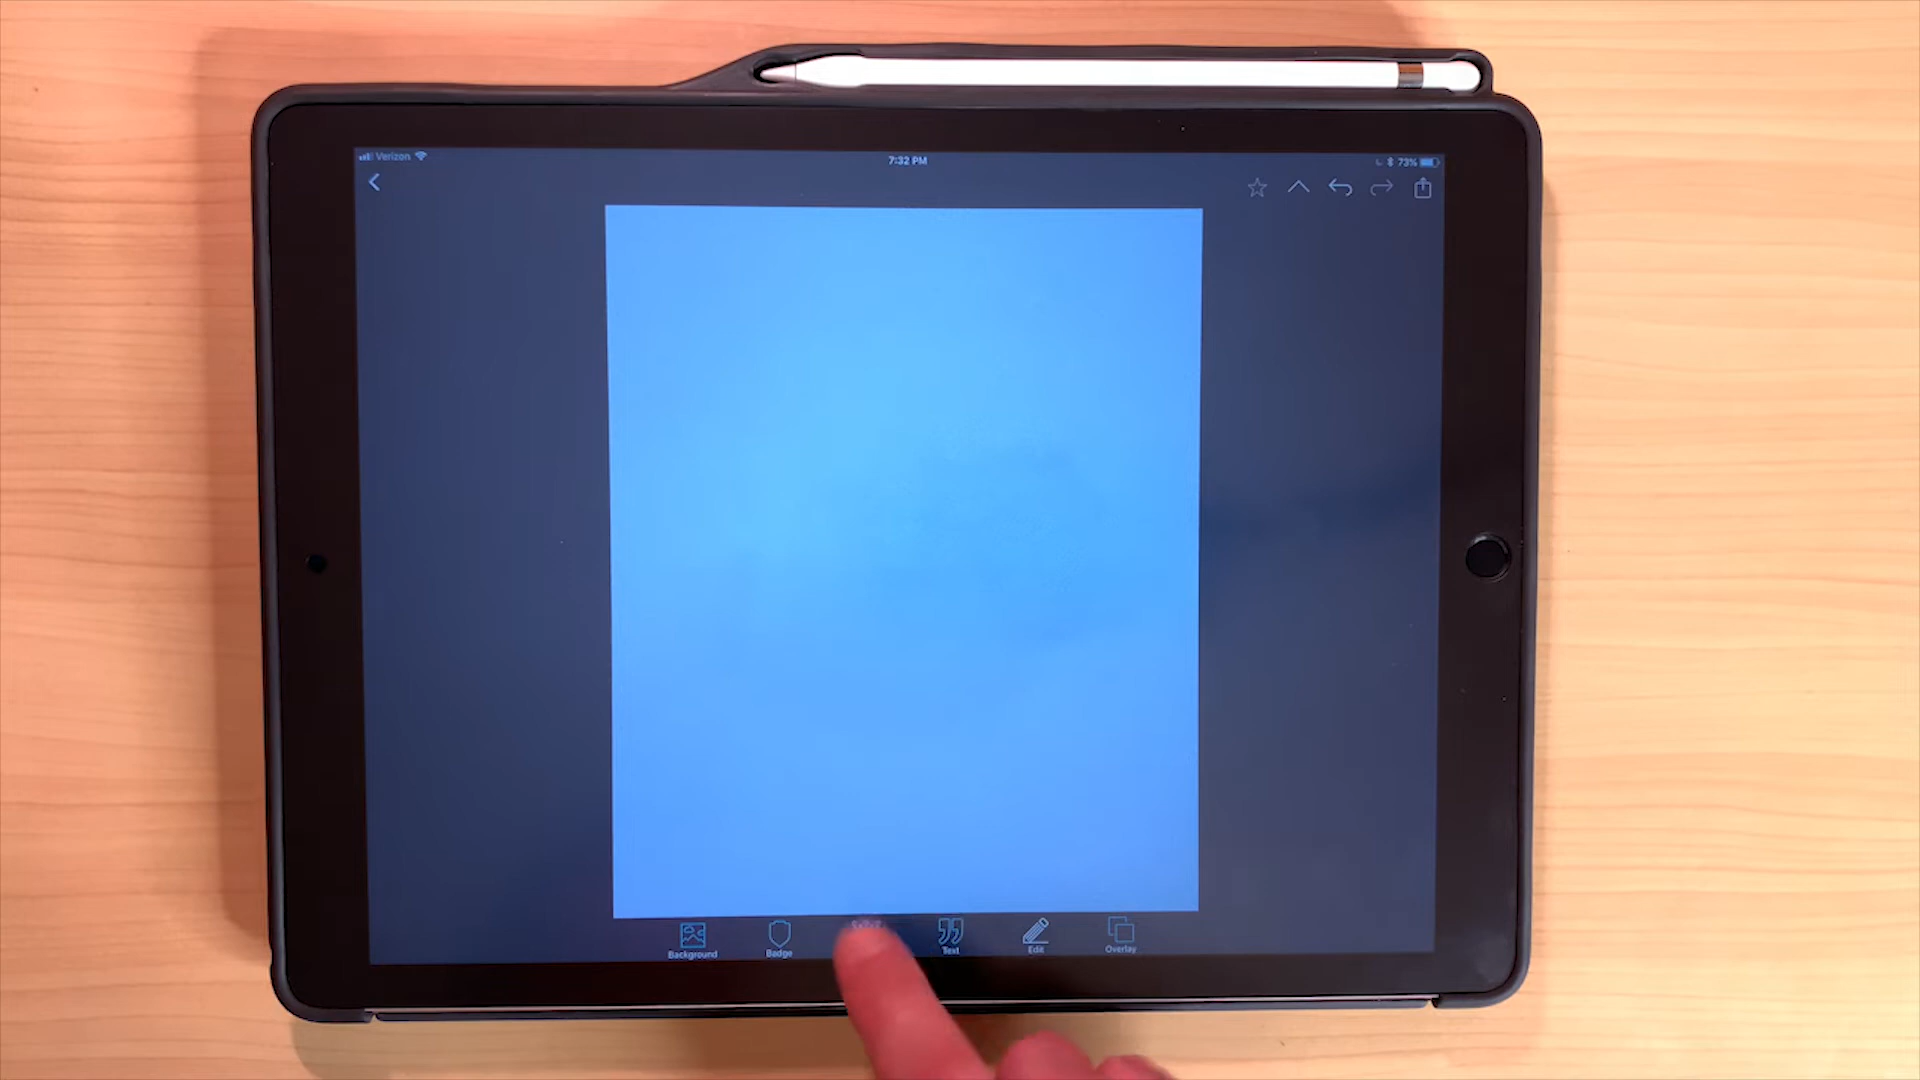 Verizon
7:32 PM
73%
Background
Badge
Text
Edit
Overlay